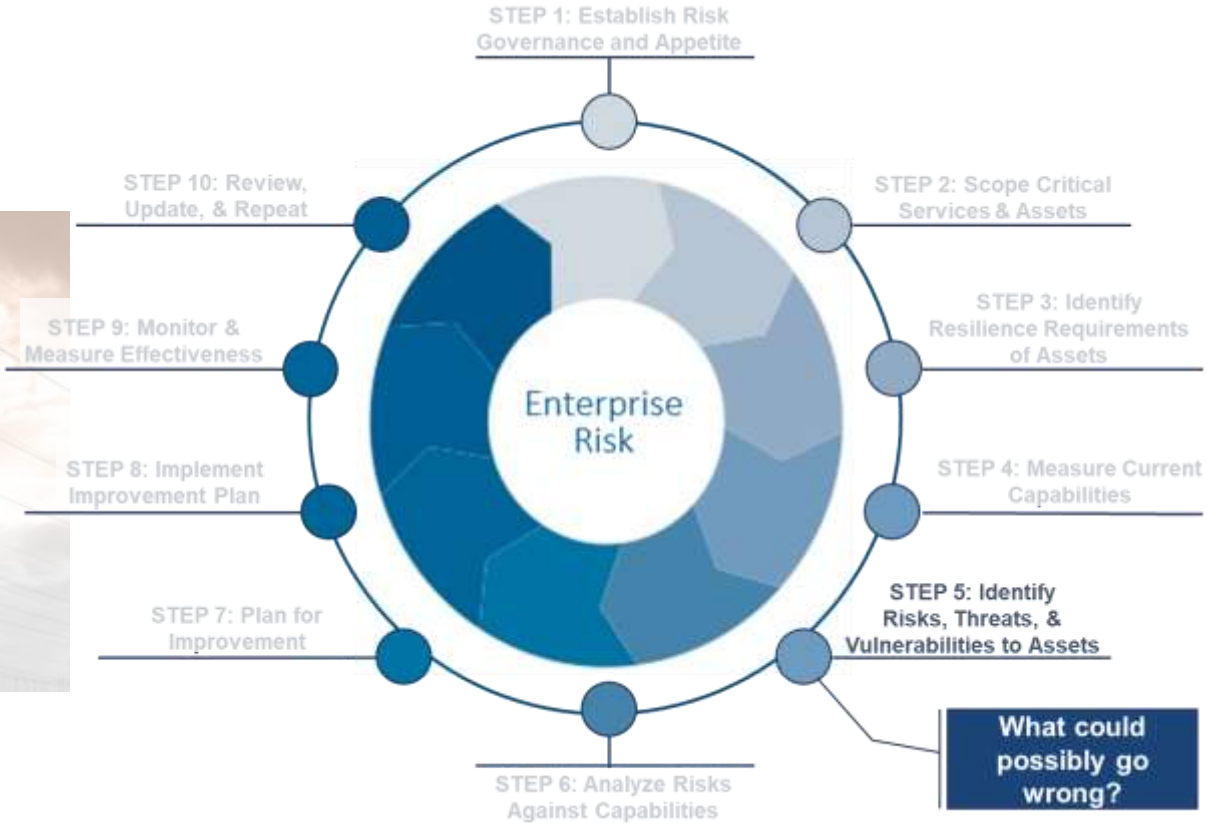 STEP 1: Establish Risk
Governance and Appetite
STEP 2: Scope Critical
Services & Assets
STEP 3: Identify
Resilience Requirements
of Assets
STEP 4: Measure Current
Capabilities
STEP 5: Identify
Risks, Threats, &
Vulnerabilities to Assets
What could
possibly go
wrong?
STEP 6: Analyze Risks
Against Capabilities
STEP 7: Plan for
Improvement
STEP 8: Implement
Improvement Plan
STEP 9: Monitor &
Measure Effectiveness
STEP 10: Review,
Update, & Repeat
Enterprise
Risk